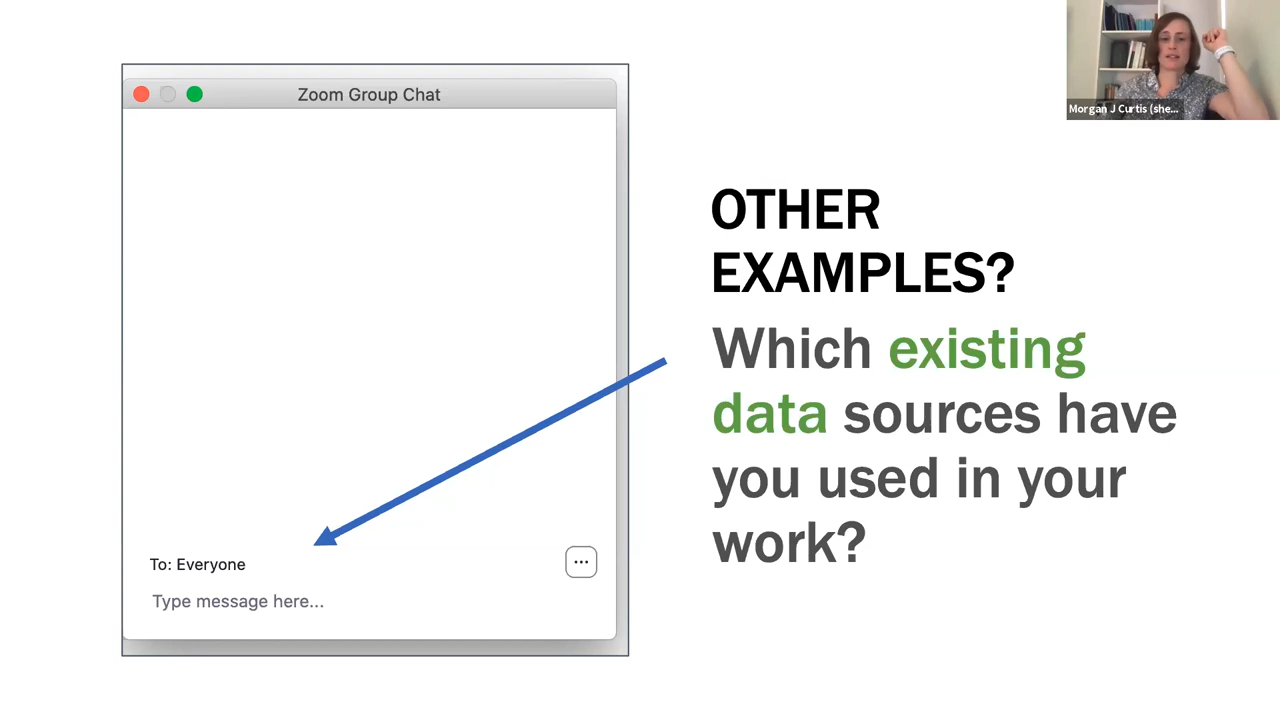 Zoom Group Chat
To: Everyone
Type message here...
OTHER
EXAMPLES?
Which existing
data sources have
you used in your
work?
Morgan J Curtis (she...